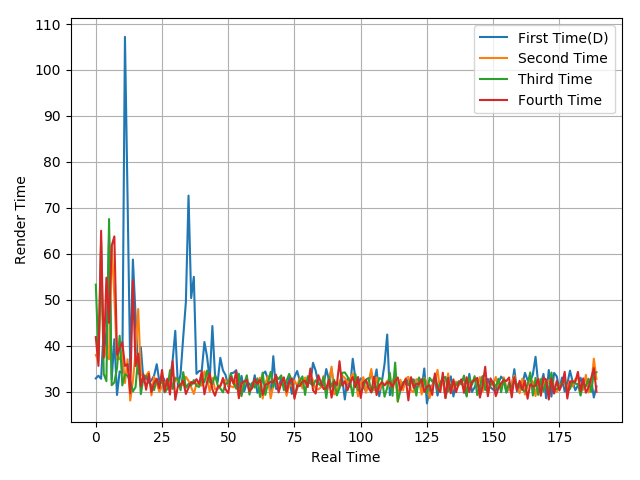 110
100
90
80
70
60
50
40
30
0
25
50
75
100
125
150
175
Render Time
Real Time
First Time(D)
Second Time
Third Time
Fourth Time